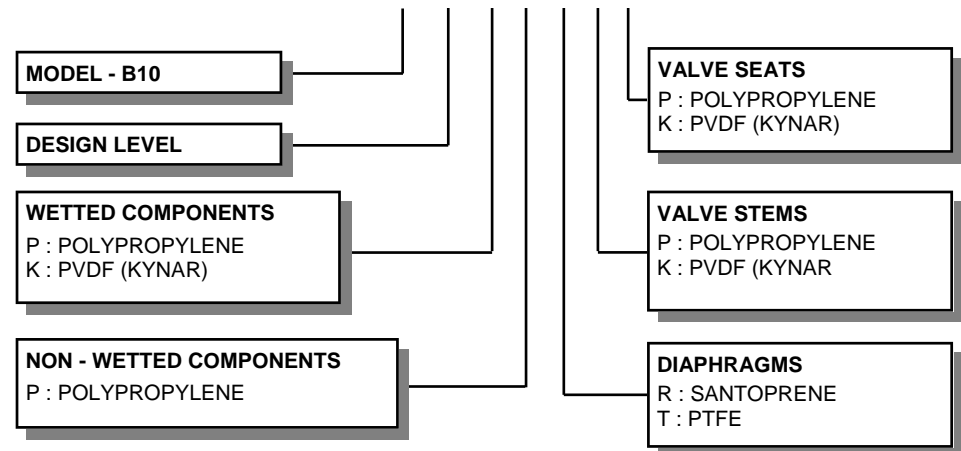 MODEL - B10
DESIGN LEVEL
WETTED COMPONENTS
P : POLYPROPYLENE
K : PVDF (KYNAR)
NON - WETTED COMPONENTS
P : POLYPROPYLENE
VALVE SEATS
P : POLYPROPYLENE
K : PVDF (KYNAR)
VALVE STEMS
P : POLYPROPYLENE
K : PVDF (KYNAR
DIAPHRAGMS
R : SANTOPRENE
T : PTFE